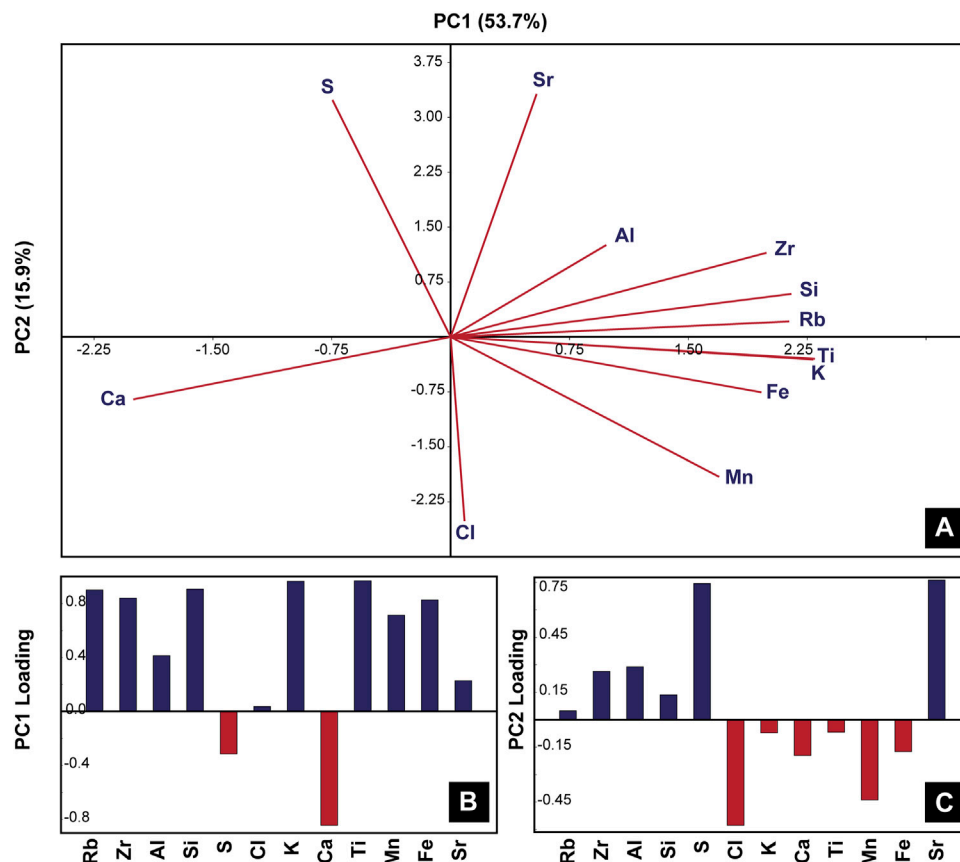 PC1 (53.7%)
PC2 (15.9%)
3.75
3.00
2.25
1.50
0.75
-2.25 -1.50 -0.75 0.75 1.50 2.25
-0.75
-1.50
-2.25
S
Sr
Al
Zr
Si
Rb
Ti
K
Fe
Ca
Mn
Cl
A
PC1 Loading
0.8
0.4
0.0
-0.4
-0.8
B
Rb Zr Al Si S Cl K Ca Ti Mn Fe Sr
PC2 Loading
0.75
0.45
0.15
-0.15
-0.45
C
Rb Zr Al Si S Cl K Ca Ti Mn Fe Sr